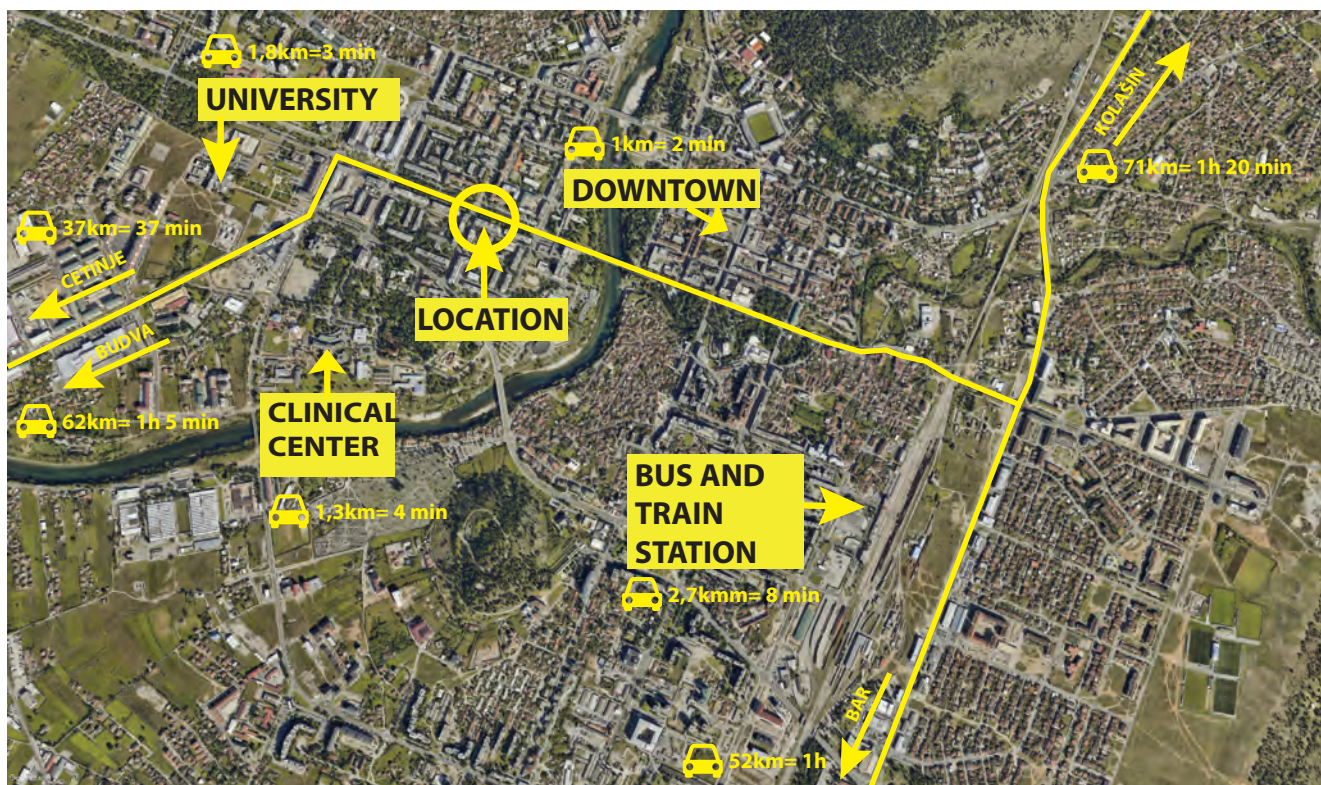 1,8km=3 min
UNIVERSITY
1km= 2 min
DOWNTOWN
KOLAŠIN
71km= 1h 20 min
37km= 37 min
CETINJE
BUDVA
62km= 1h 5 min
LOCATION
CLINICAL
CENTER
1,3km= 4 min
BUS AND
TRAIN
STATION
2,7kmm= 8 min
BAR
52km= 1h